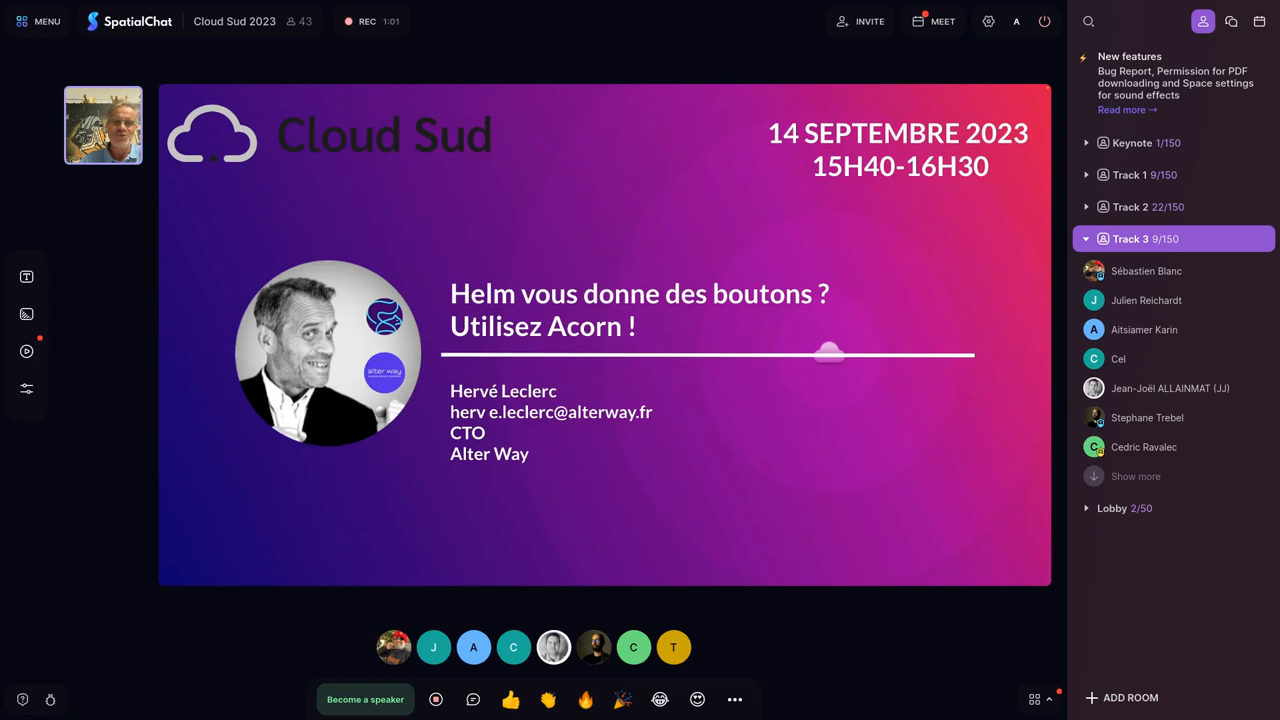 MENU
SpatialChat
Cloud Sud 2023
43
REC 1:01
INVITE
MEET
A
New features
Bug Report, Permission for PDF
downloading and Space settings
for sound effects
Read more →
Keynote 1/150
Track 1 9/150
Track 2 22/150
Track 3 9/150
Sébastien Blanc
J
Julien Reichardt
A
Aitsiamer Karin
C
Cel
Jean-Joël ALLAINMAT (JJ)
Stephane Trebel
C
Cedric Ravalec
Show more
Lobby 2/50
ADD ROOM
Cloud Sud
14 SEPTEMBRE 2023
15H40-16H30
Helm vous donne des boutons ?
Utilisez Acorn !
alter way
Hervé Leclerc
herv e.leclerc@alterway.fr
CTO
Alter Way
J
A
C
C
T
Become a speaker